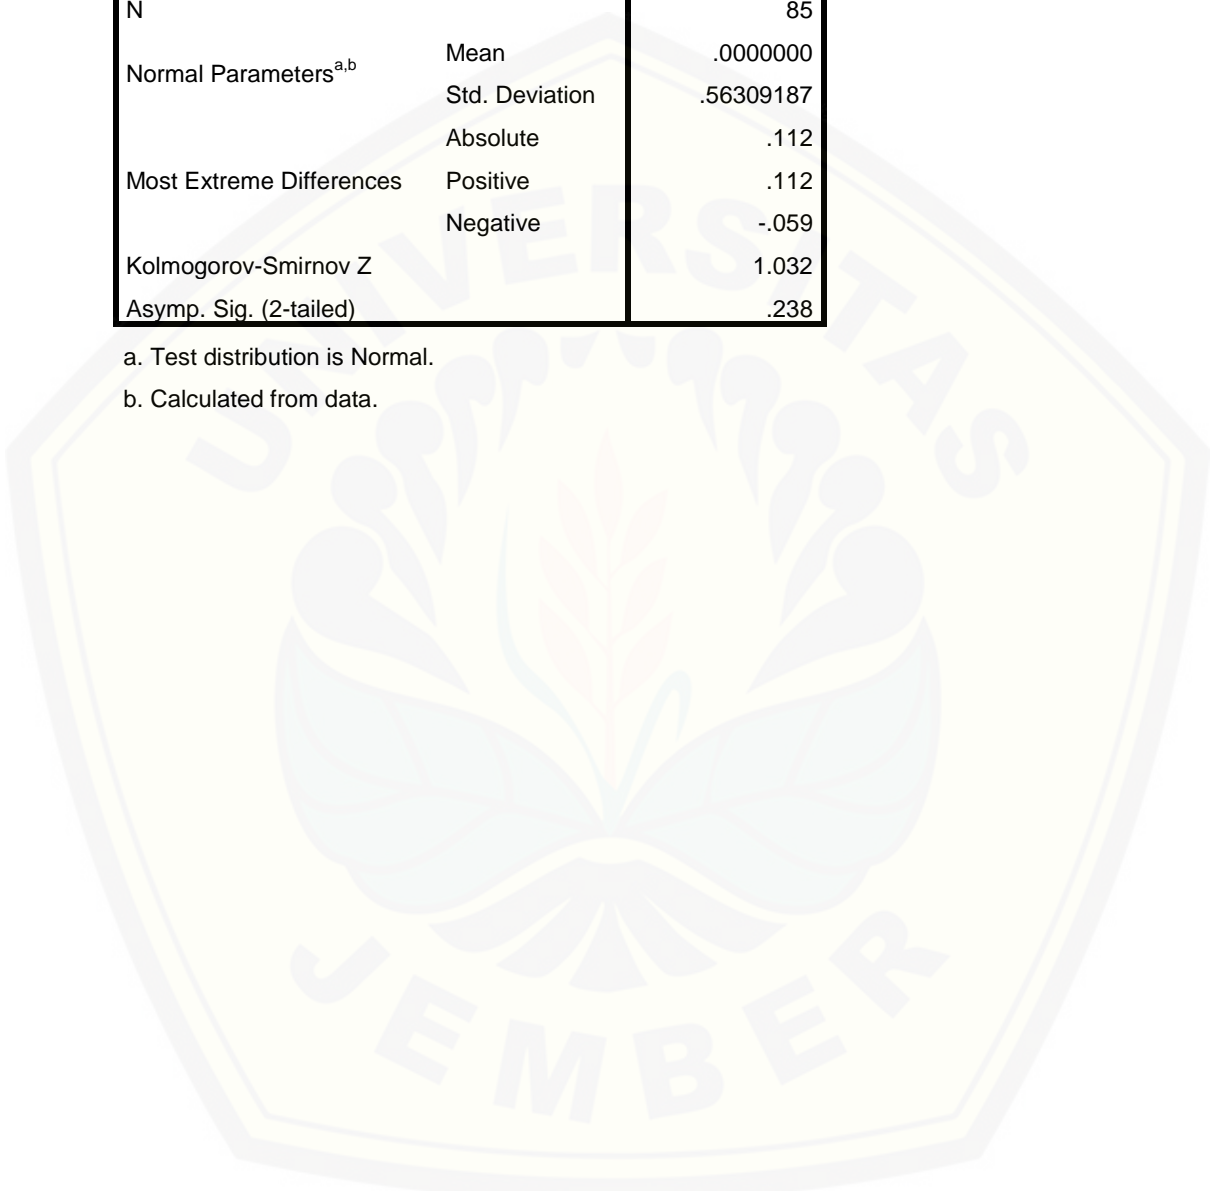 N 85
Normal Parametersa,b Mean .0000000
Std. Deviation .56309187
Most Extreme Differences Absolute .112
Positive .112
Negative -.059
Kolmogorov-Smirnov Z 1.032
Asymp. Sig. (2-tailed) .238
a. Test distribution is Normal.
b. Calculated from data.
UNIVERSITAS
JEMBER